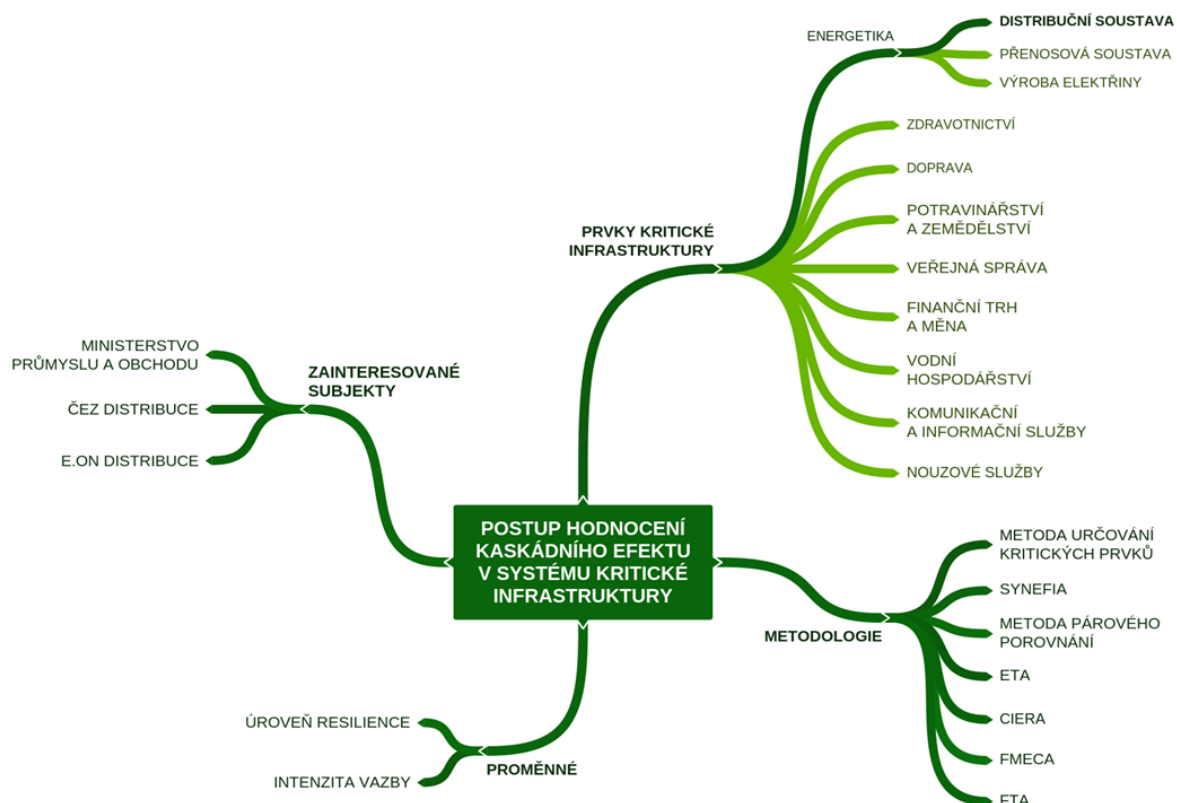 ENERGETIKA
DISTRIBUČNÍ SOUSTAVA
PŘENOSOVÁ SOUSTAVA
VÝROBA ELEKTŘINY
ZDRAVOTNICTVÍ
DOPRAVA
POTRAVINÁŘSTVÍ
A ZEMĚDĚLSTVÍ
PRVKY KRITICKÉ
INFRASTRUKTURY
VEŘEJNÁ SPRÁVA
FINANČNÍ TRH
A MĚNA
VODNÍ
HOSPODÁŘSTVÍ
KOMUNIKAČNÍ
A INFORMAČNÍ SLUŽBY
NOUZOVÉ SLUŽBY
MINISTERSTVO
PRŮMYSLU A OBCHODU
ZAINTERESOVANÉ
SUBJEKTY
ČEZ DISTRIBUCE
E.ON DISTRIBUCE
POSTUP HODNOCENÍ
KASKÁDNÍHO EFEKTU
V SYSTÉMU KRITICKÉ
INFRASTRUKTURY
METODOLOGIE
METODA URČOVÁNÍ
KRITICKÝCH PRVKŮ
SYNEFIA
METODA PÁROVÉHO
POROVNÁNÍ
ETA
CIERA
FMECA
FTA
ÚROVEŇ RESILIENCE
PROMĚNNÉ
INTENZITA VAZBY